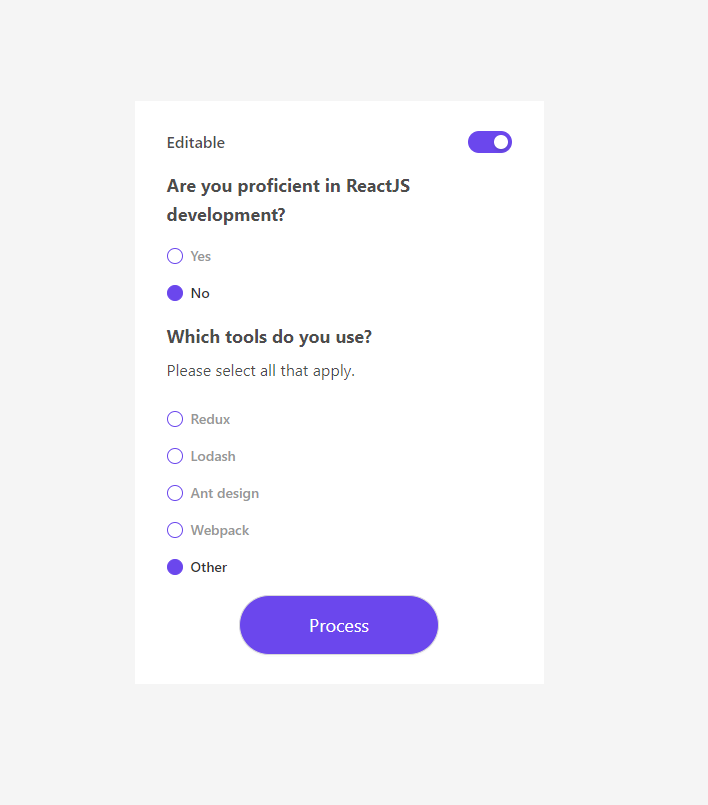 Editable
Are you proficient in ReactJS
development?
Yes
No
Which tools do you use?
Please select all that apply.
Redux
Lodash
Ant design
Webpack
Other
Process